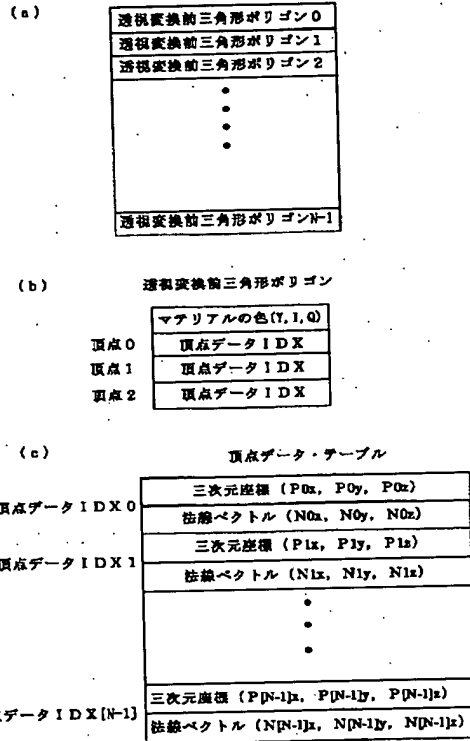 (a)
透視変換前三角形ポリゴン0
透視変換前三角形ポリゴン1
透視変換前三角形ポリゴン2
透視変換前三角形ポリゴンN-1
(b) 透視変換前三角形ポリゴン
マテリアルの色(Y,I,Q)
頂点0 頂点データIDX
頂点1 頂点データIDX
頂点2 頂点データIDX
(c) 頂点データ・テーブル
三次元座標 (P0x, P0y, P0z)
頂点データIDX0
法線ベクトル (N0x, N0y, N0z)
三次元座標 (P1x, P1y, P1z)
頂点データIDX1
法線ベクトル (N1x, N1y, N1z)
三次元座標 (P[N-1]x, P[N-1]y, P[N-1]z)
データIDX[N-1]
法線ベクトル (N[N-1]x, N[N-1]y, N[N-1]z)